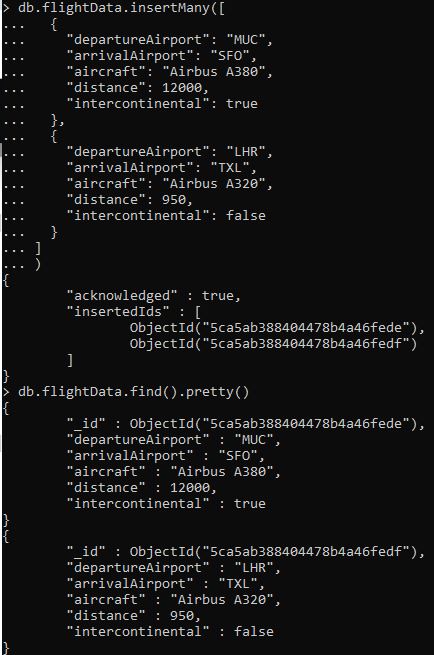 > db.flightData.insertMany([
...   {
...     "departureAirport": "MUC",
...     "arrivalAirport": "SFO",
...     "aircraft": "Airbus A380",
...     "distance": 12000,
...     "intercontinental": true
...   },
...   {
...     "departureAirport": "LHR",
...     "arrivalAirport": "TXL",
...     "aircraft": "Airbus A320",
...     "distance": 950,
...     "intercontinental": false
...   }
... ]
... )
{
        "acknowledged" : true,
        "insertedIds" : [
                ObjectId("5ca5ab388404478b4a46fede"),
                ObjectId("5ca5ab388404478b4a46fedf")
        ]
}
> db.flightData.find().pretty()
{
        "_id" : ObjectId("5ca5ab388404478b4a46fede"),
        "departureAirport" : "MUC",
        "arrivalAirport" : "SFO",
        "aircraft" : "Airbus A380",
        "distance" : 12000,
        "intercontinental" : true
}
{
        "_id" : ObjectId("5ca5ab388404478b4a46fedf"),
        "departureAirport" : "LHR",
        "arrivalAirport" : "TXL",
        "aircraft" : "Airbus A320",
        "distance" : 950,
        "intercontinental" : false
}